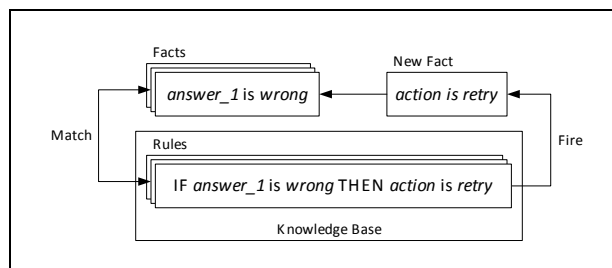 Facts
New Fact
answer_1 is wrong
action is retry
Match
Fire
Rules
IF answer_1 is wrong THEN action is retry
Knowledge Base